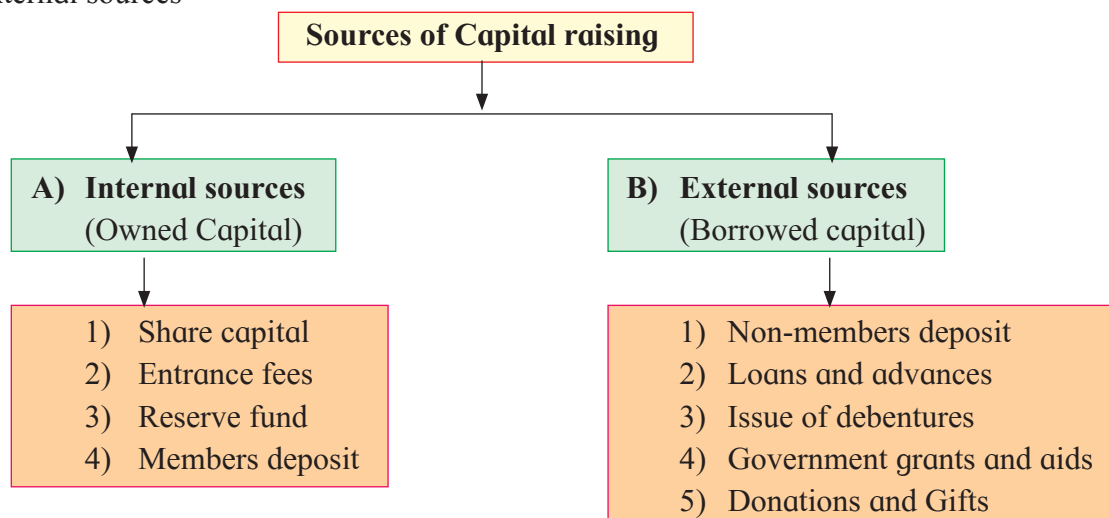 Sources of Capital raising
A) Internal sources
(Owned Capital)
1) Share capital
2) Entrance fees
3) Reserve fund
4) Members deposit
B) External sources
(Borrowed capital)
1) Non-members deposit
2) Loans and advances
3) Issue of debentures
4) Government grants and aids
5) Donations and Gifts